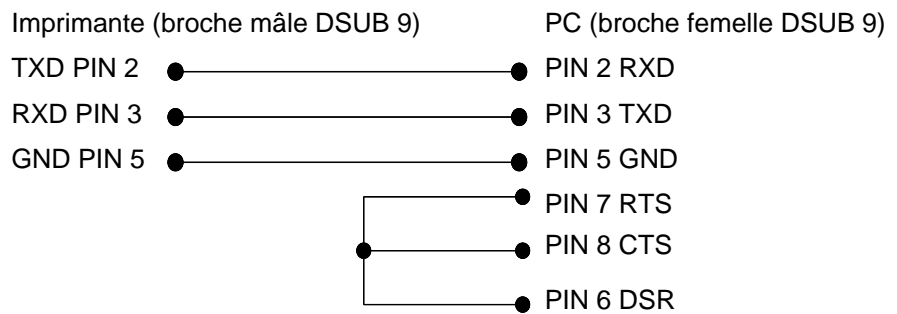 Imprimante (broche mâle DSUB 9) PC (broche femelle DSUB 9)
TXD PIN 2 PIN 2 RXD
RXD PIN 3 PIN 3 TXD
GND PIN 5 PIN 5 GND
PIN 7 RTS
PIN 8 CTS
PIN 6 DSR